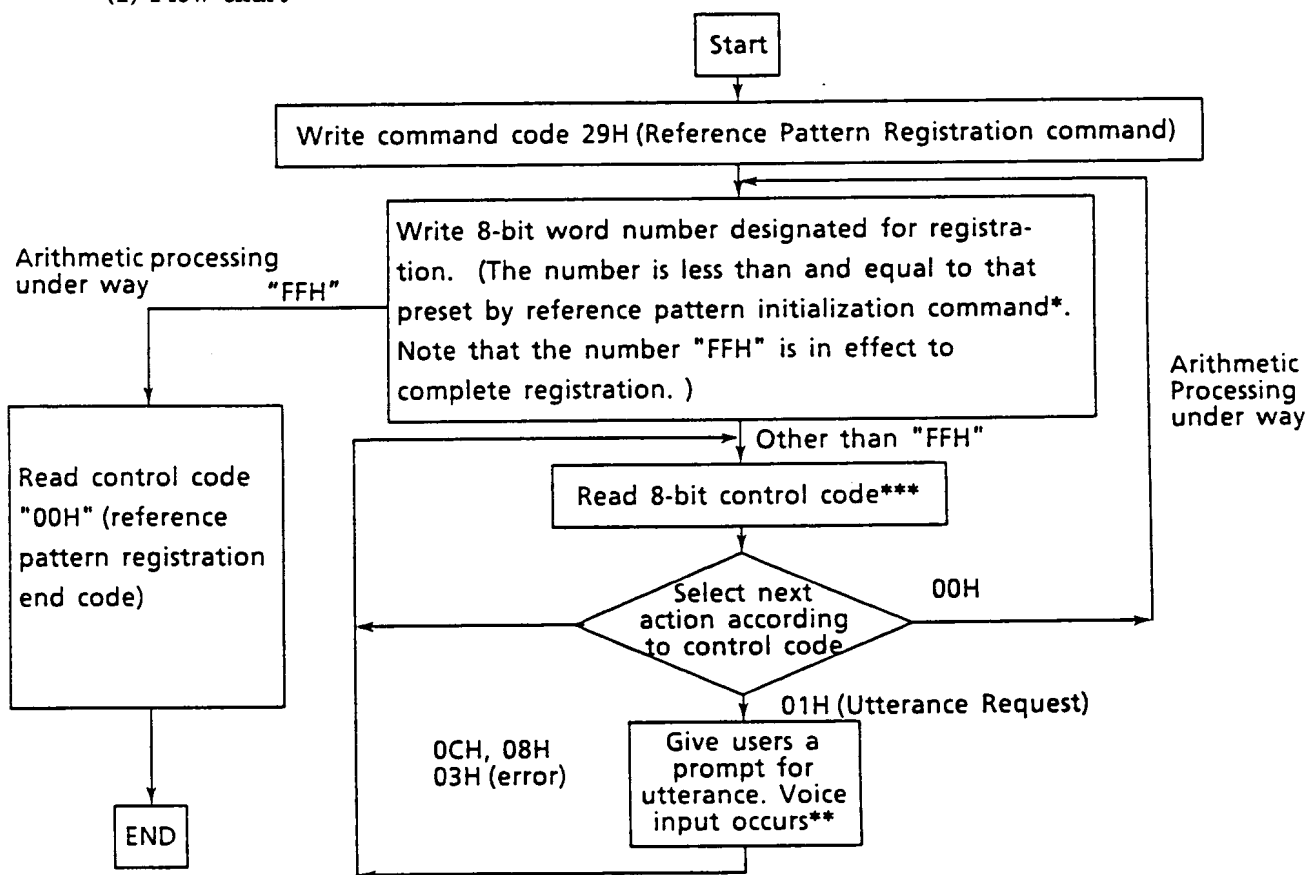 Start
Write command code 29H (Reference Pattern Registration command)
Write 8-bit word number designated for registra-
tion. (The number is less than and equal to that
preset by reference pattern initialization command*.
Note that the number "FFH" is in effect to
complete registration. )
Arithmetic processing
under way
"FFH"
Arithmetic
Processing
under way
Other than "FFH"
Read control code
"00H" (reference
pattern registration
end code)
Read 8-bit control code***
Select next
action according
to control code
00H
01H (Utterance Request)
0CH, 08H
03H (error)
Give users a
prompt for
utterance. Voice
input occurs**
END